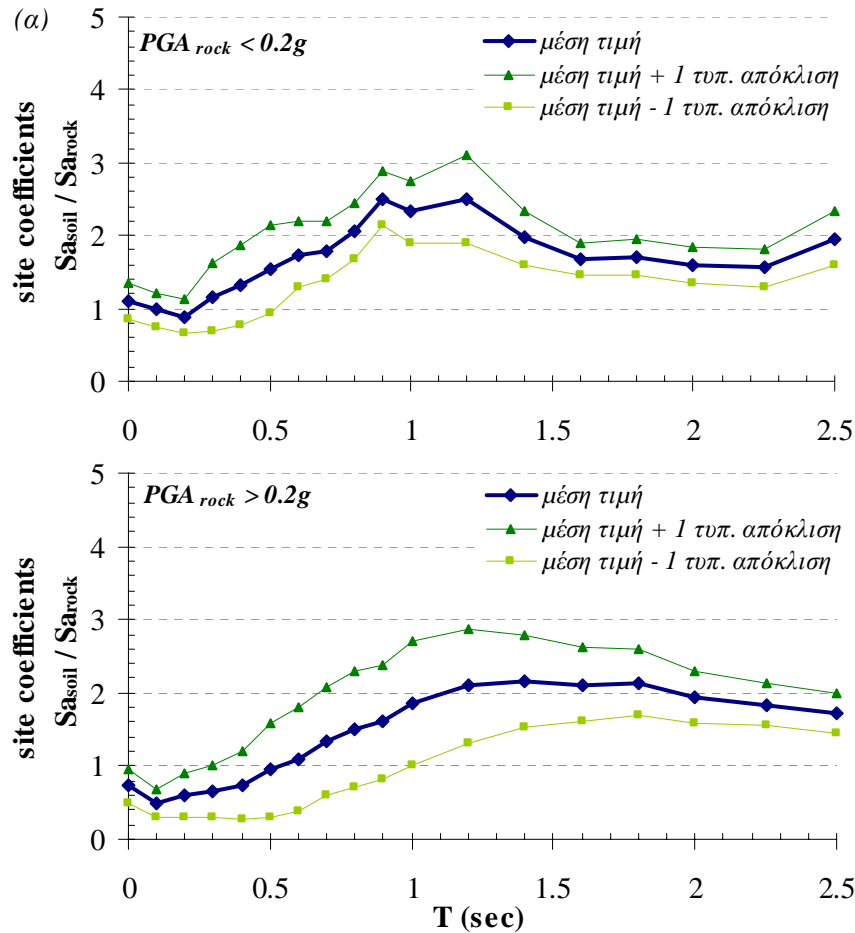 (α)
PGA rock < 0.2g
μέση τιμή
μέση τιμή + 1 τυπ. απόκλιση
μέση τιμή - 1 τυπ. απόκλιση
site coefficients
Sasoil / Sarock
5
4
3
2
1
0
0 0.5 1 1.5 2 2.5
PGA rock > 0.2g
μέση τιμή
μέση τιμή + 1 τυπ. απόκλιση
μέση τιμή - 1 τυπ. απόκλιση
site coefficients
Sasoil / Sarock
5
4
3
2
1
0
0 0.5 1 1.5 2 2.5
T (sec)